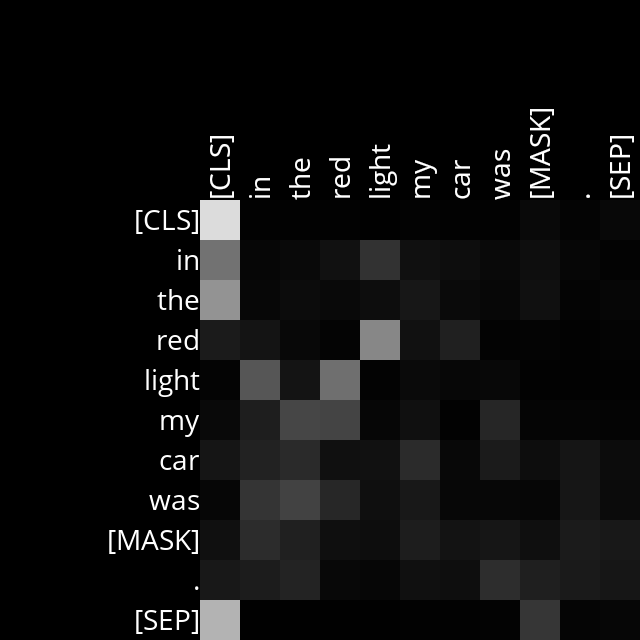 [CLS] in the red light my car was [MASK] . [SEP]
[CLS]
in
the
red
light
my
car
was
[MASK]
.
[SEP]